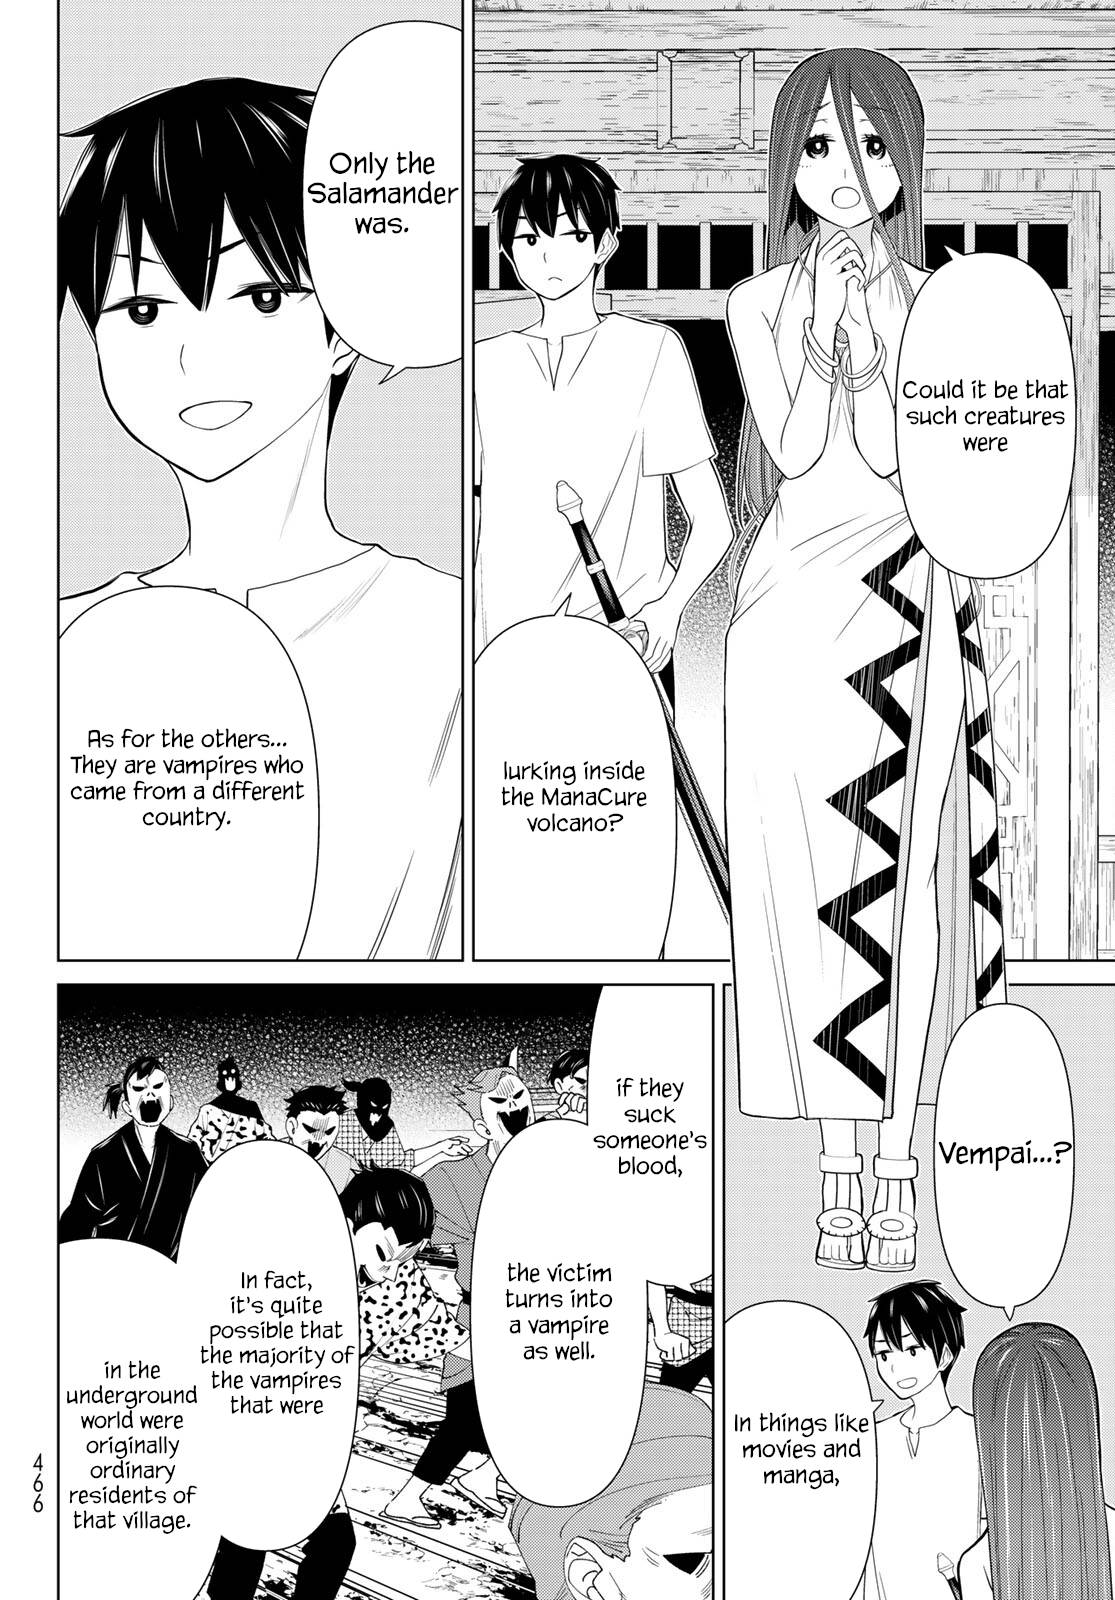 Could it be that
such creatures
were
lurking inside
the ManaCure
volcano?
Only the
Salamander
was.
As for the others...
They are vampires who
came from a different
country.
Vempai...?
In things like
movies and
manga,
if they
suck
someone's
blood,
the victim
turns into
a vampire
as well.
In fact,
it's quite
possible that
the majority of
the vampires
that were
in the
underground
world were
originally
ordinary
residents of
that village.
466